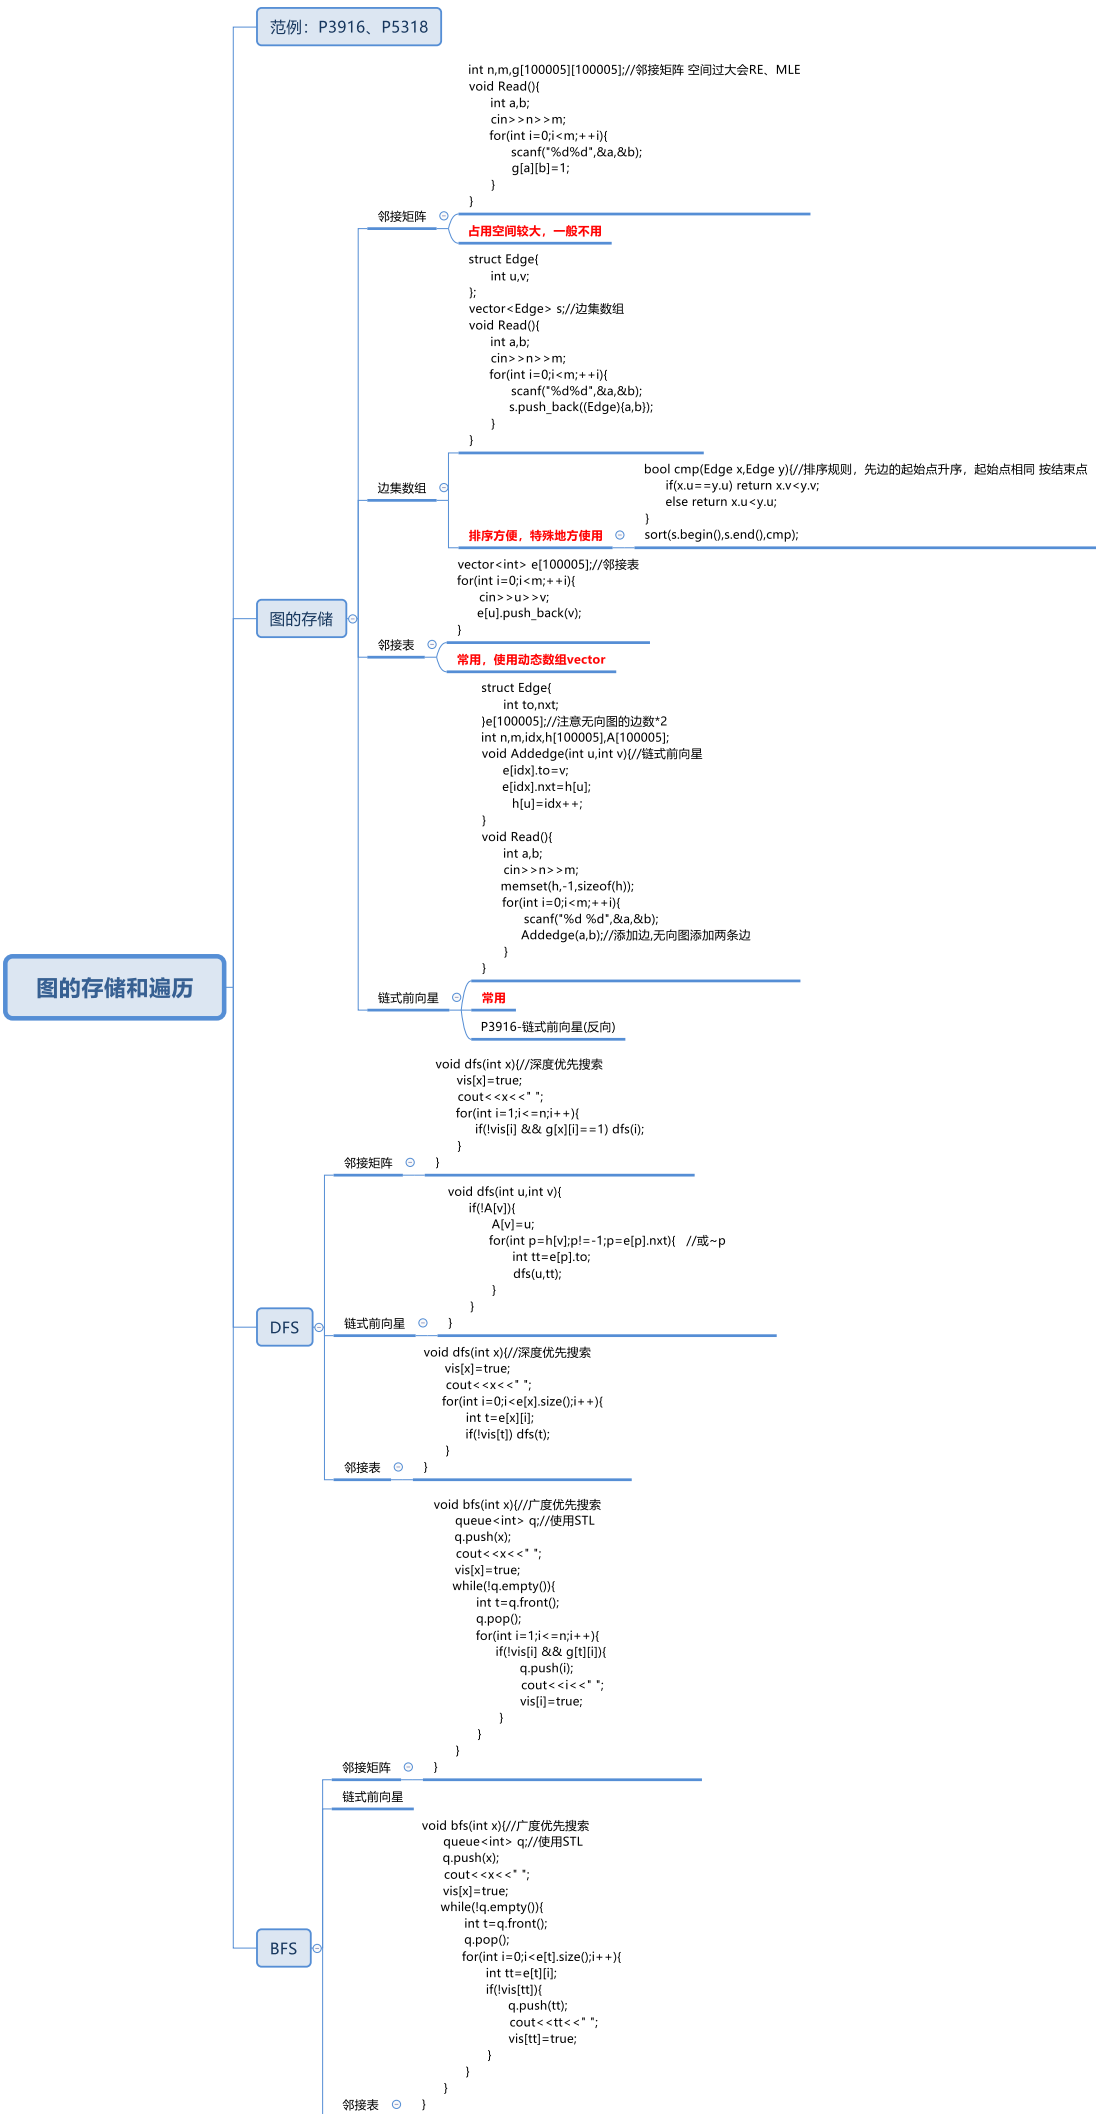 范例：P3916、P5318
int n,m,g[100005][100005];//邻接矩阵 空间过大会RE、MLE
void Read(){
int a,b;
cin>>n>>m;
for(int i=0;i<m;++i){
scanf("%d%d",&a,&b);
g[a][b]=1;
}
}
邻接矩阵
占用空间较大，一般不用
struct Edge{
int u,v;
};
vector<Edge> s;//边集数组
void Read(){
int a,b;
cin>>n>>m;
for(int i=0;i<m;++i){
scanf("%d%d",&a,&b);
s.push_back((Edge){a,b});
}
}
边集数组
bool cmp(Edge x,Edge y){//排序规则，先边的起始点升序，起始点相同 按结束点
if(x.u==y.u) return x.v<y.v;
else return x.u<y.u;
}
sort(s.begin(),s.end(),cmp);
排序方便，特殊地方使用
图的存储
vector<int> e[100005];//邻接表
for(int i=0;i<m;++i){
cin>>u>>v;
e[u].push_back(v);
}
邻接表
常用，使用动态数组vector
struct Edge{
int to,nxt;
}e[100005];//注意无向图的边数*2
int n,m,idx,h[100005],A[100005];
void Addedge(int u,int v){//链式前向星
e[idx].to=v;
e[idx].nxt=h[u];
h[u]=idx++;
}
void Read(){
int a,b;
cin>>n>>m;
memset(h,-1,sizeof(h));
for(int i=0;i<m;++i){
scanf("%d %d",&a,&b);
Addedge(a,b);//添加边,无向图添加两条边
}
}
链式前向星
常用
P3916-链式前向星(反向)
图的存储和遍历
void dfs(int x){//深度优先搜索
vis[x]=true;
cout<<x<<" ";
for(int i=1;i<=n;i++){
if(!vis[i] && g[x][i]==1) dfs(i);
}
}
邻接矩阵
void dfs(int u,int v){
if(!A[v]){
A[v]=u;
for(int p=h[v];p!=-1;p=e[p].nxt){   //或~p
int tt=e[p].to;
dfs(u,tt);
}
}
}
链式前向星
DFS
void dfs(int x){//深度优先搜索
vis[x]=true;
cout<<x<<" ";
for(int i=0;i<e[x].size();i++){
int t=e[x][i];
if(!vis[t]) dfs(t);
}
}
邻接表
void bfs(int x){//广度优先搜索
queue<int> q;//使用STL
q.push(x);
cout<<x<<" ";
vis[x]=true;
while(!q.empty()){
int t=q.front();
q.pop();
for(int i=1;i<=n;i++){
if(!vis[i] && g[t][i]){
q.push(i);
cout<<i<<" ";
vis[i]=true;
}
}
}
}
邻接矩阵
链式前向星
BFS
void bfs(int x){//广度优先搜索
queue<int> q;//使用STL
q.push(x);
cout<<x<<" ";
vis[x]=true;
while(!q.empty()){
int t=q.front();
q.pop();
for(int i=0;i<e[t].size();i++){
int tt=e[t][i];
if(!vis[tt]){
q.push(tt);
cout<<tt<<" ";
vis[tt]=true;
}
}
}
}
邻接表